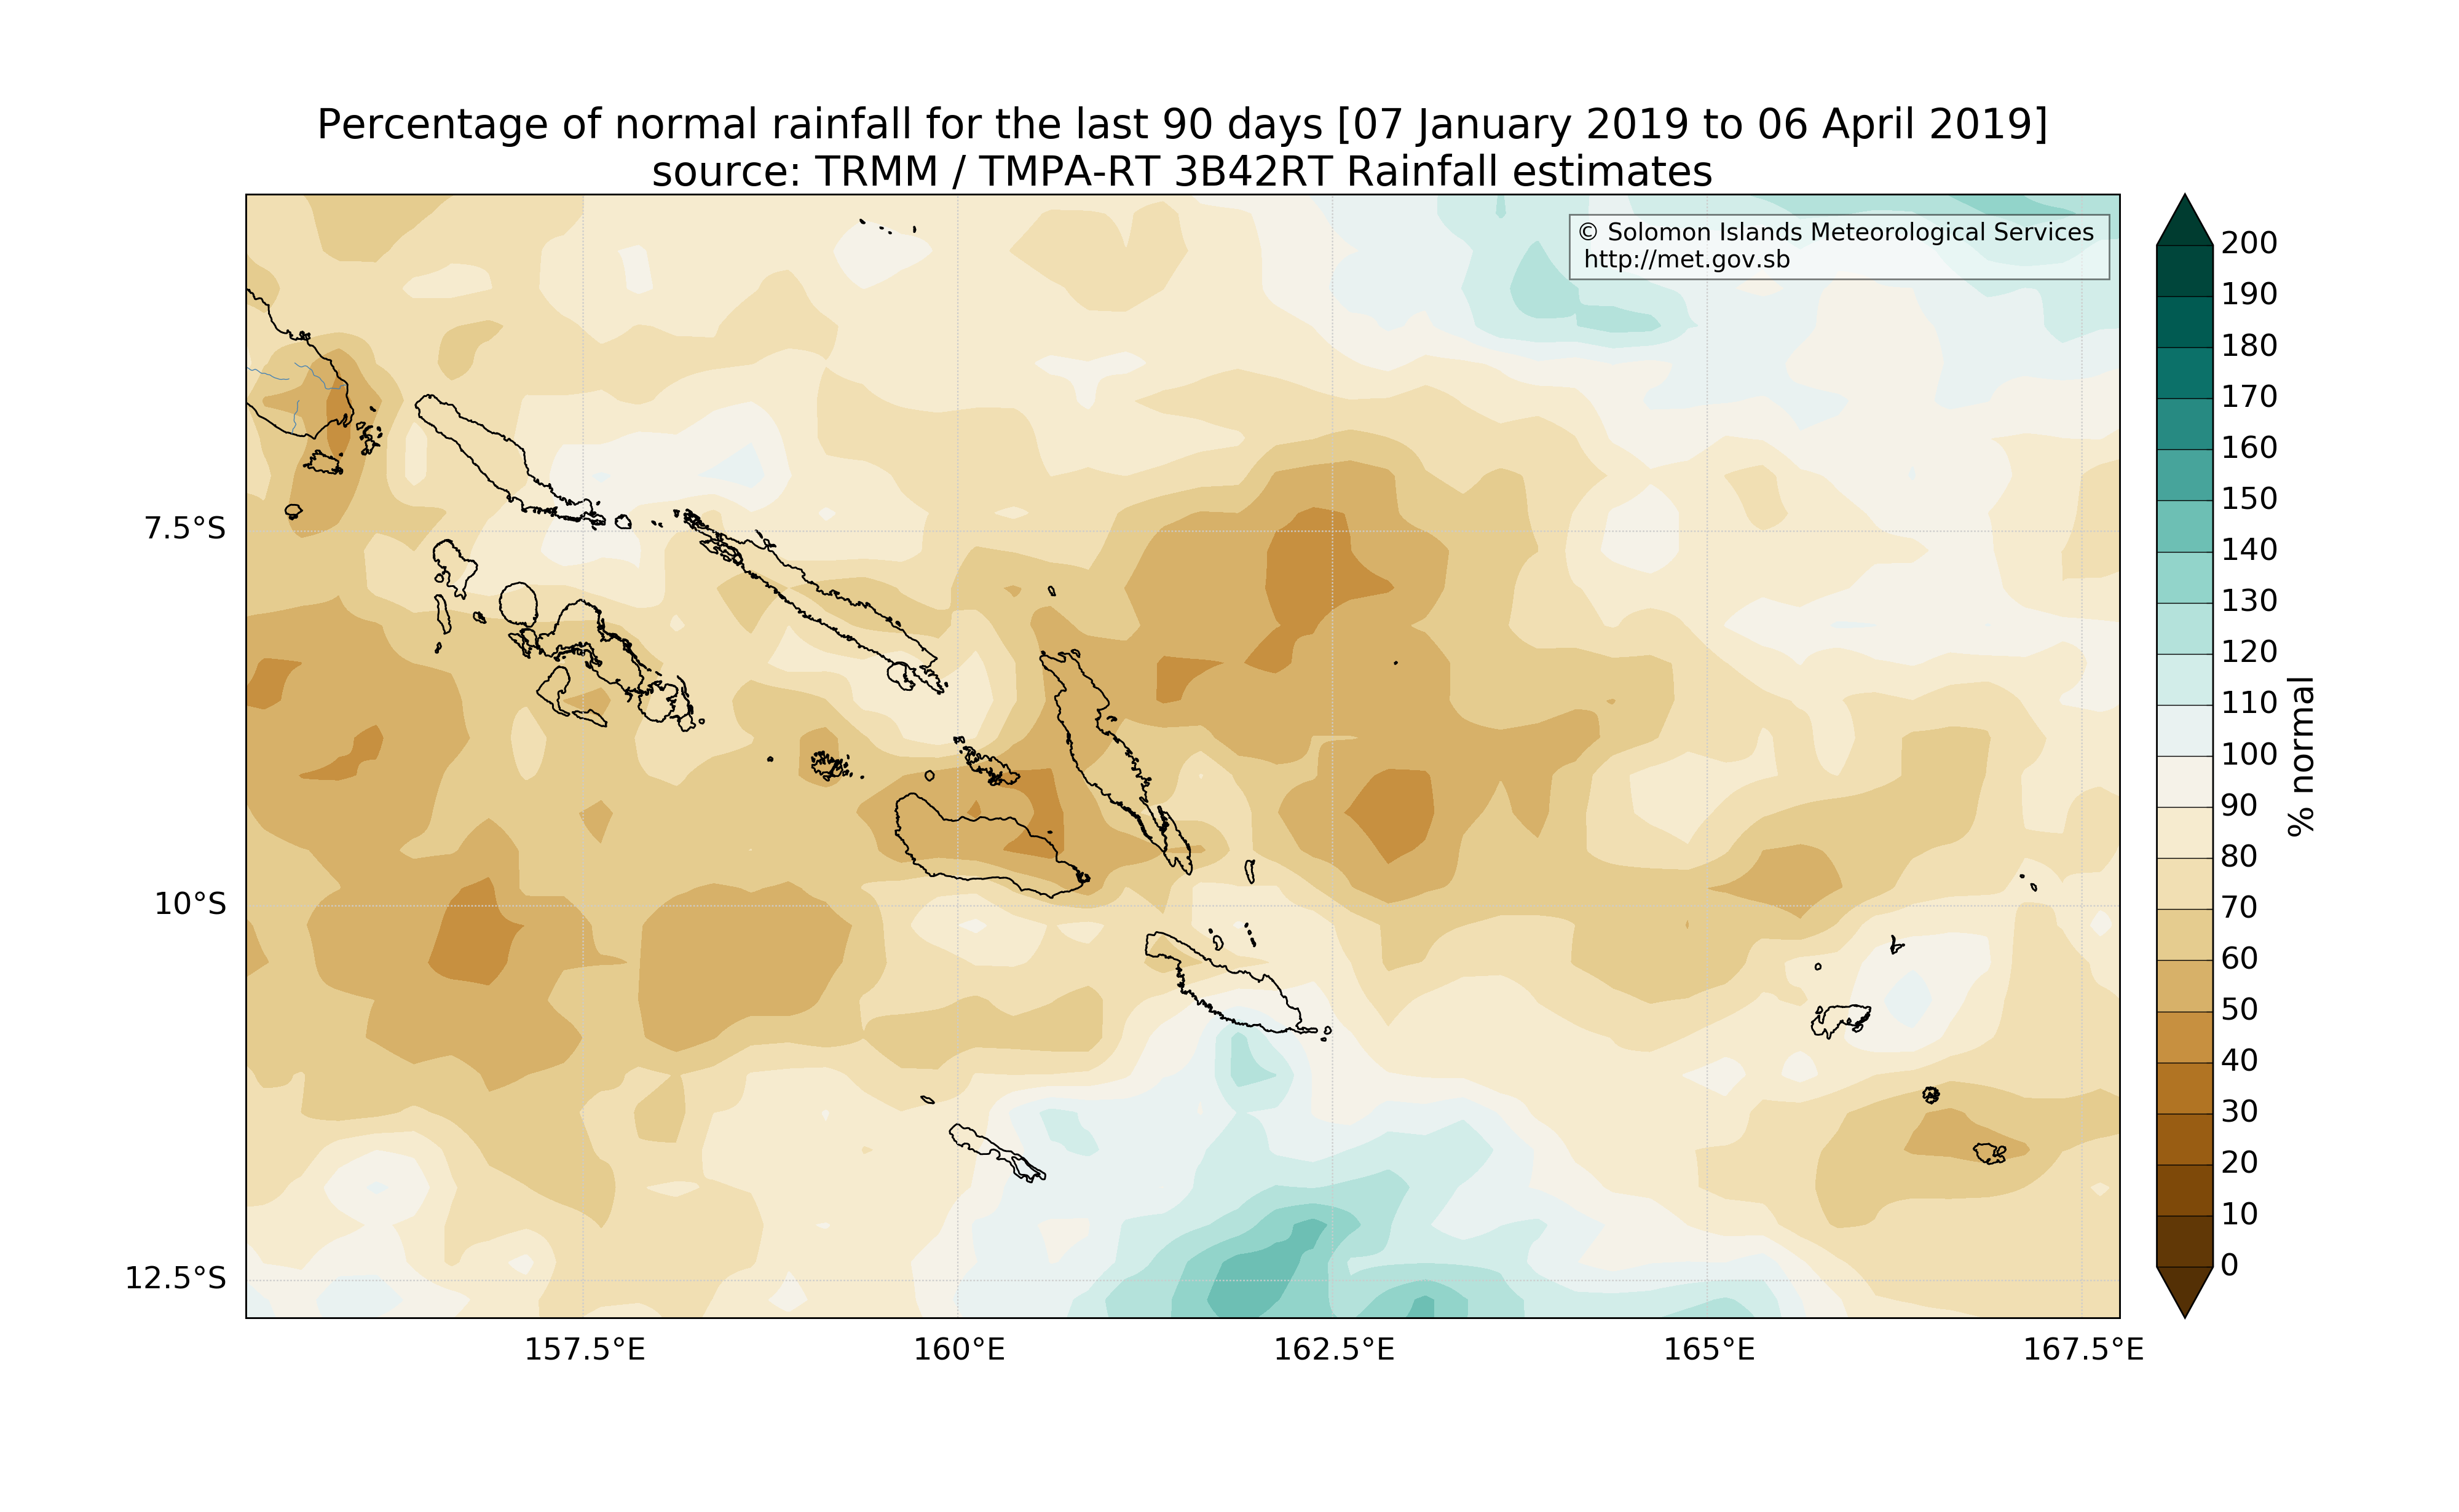 Percentage of normal rainfall for the last 90 days [07 January 2019 to 06 April 2019]
source: TRMM / TMPA-RT 3B42RT Rainfall estimates
© Solomon Islands Meteorological Services
http://met.gov.sb
7.5°S
10°S
12.5°S
157.5°E
160°E
162.5°E
165°E
167.5°E
200
190
180
170
160
150
140
130
120
110
100
90
80
70
60
50
40
30
20
10
0
% normal